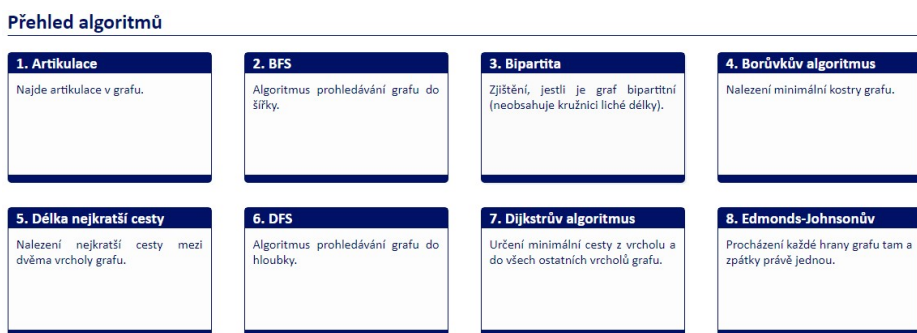 Přehled algoritmů
1. Artikulace
Najde artikulace v grafu.
2. BFS
Algoritmus prohledávání grafu do
šířky.
3. Bipartita
Zjištění, jestli je graf bipartitní
(neobsahuje kružnici liché délky).
4. Borůvkův algoritmus
Nalezení minimální kostry grafu.
5. Délka nejkratší cesty
Nalezení nejkratší cesty mezi
dvěma vrcholy grafu.
6. DFS
Algoritmus prohledávání grafu do
hloubky.
7. Dijkstrův algoritmus
Určení minimální cesty z vrcholu a
do všech ostatních vrcholů grafu.
8. Edmonds-Johnsonův
Procházení každé hrany grafu tam a
zpátky právě jednou.